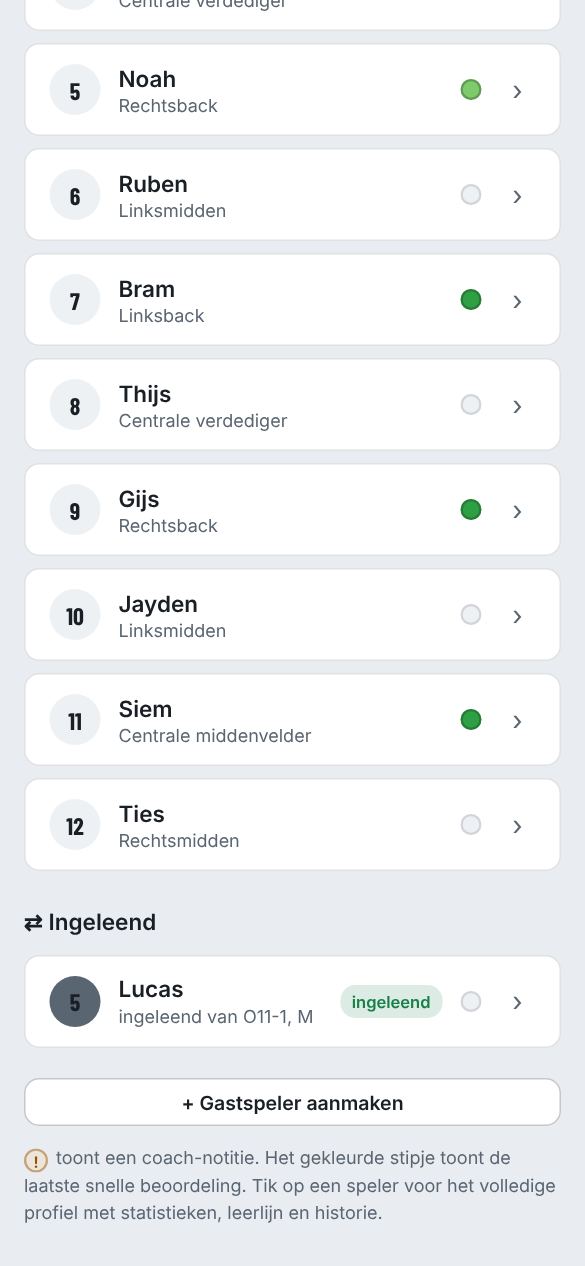 Centrale verdediger
5
Noah
Rechtsback
›
6
Ruben
Linksmidden
›
7
Bram
Linksback
›
8
Thijs
Centrale verdediger
›
9
Gijs
Rechtsback
›
10
Jayden
Linksmidden
›
11
Siem
Centrale middenvelder
›
12
Ties
Rechtsmidden
›
⇄ Ingeleend
5
Lucas
ingeleend van O11-1, M
ingeleend
›
+ Gastspeler aanmaken
! toont een coach-notitie. Het gekleurde stipje toont de
laatste snelle beoordeling. Tik op een speler voor het volledige
profiel met statistieken, leerlijn en historie.